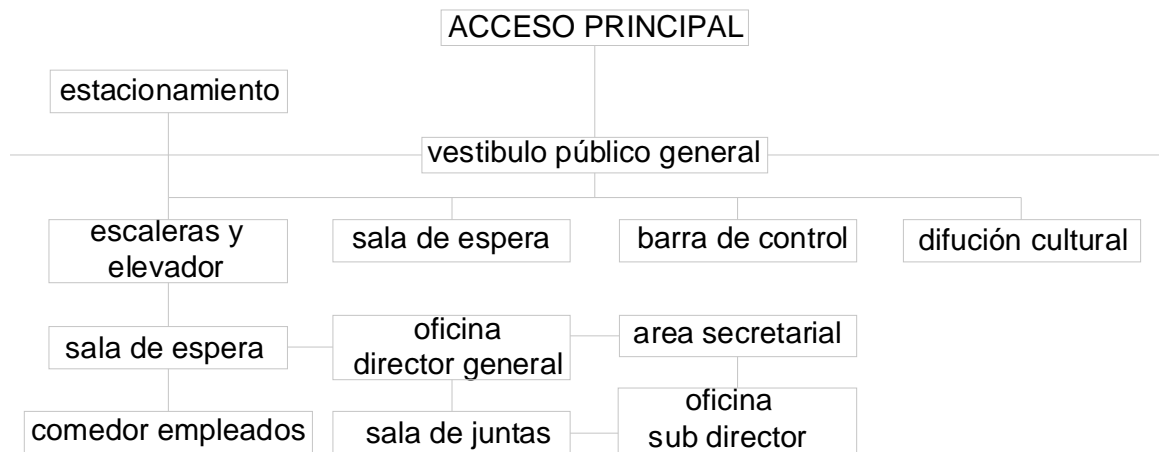 ACCESO PRINCIPAL
estacionamiento
vestibulo público general
escaleras y
elevador
sala de espera
barra de control
difución cultural
sala de espera
oficina
director general
area secretarial
comedor empleados
sala de juntas
oficina
sub director